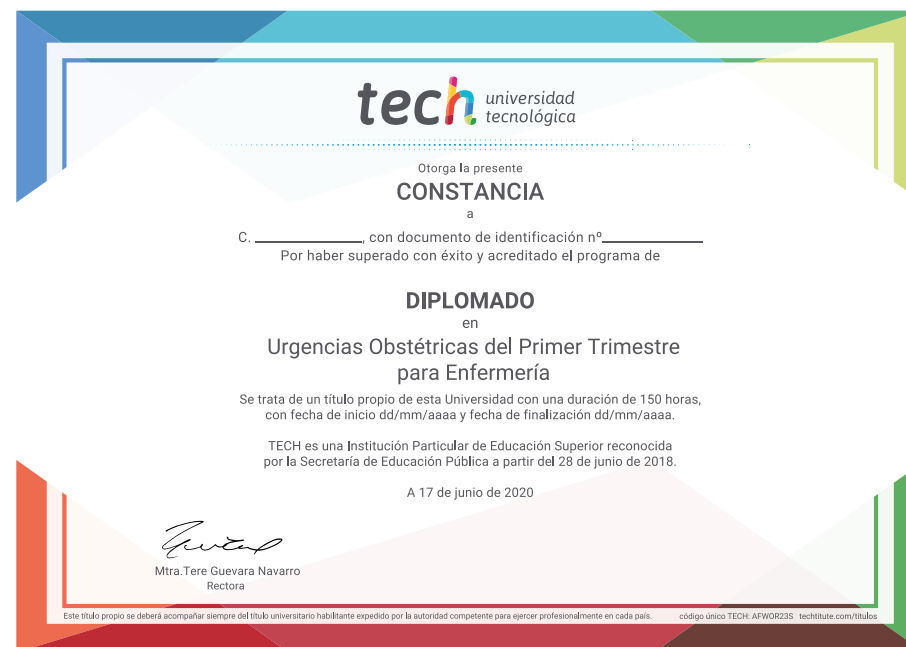 tech universidad
tecnológica
Otorga la presente
CONSTANCIA
a
C. ____________, con documento de identificación nº____________
Por haber superado con éxito y acreditado el programa de
DIPLOMADO
en
Urgencias Obstétricas del Primer Trimestre
para Enfermería
Se trata de un título propio de esta Universidad con una duración de 150 horas,
con fecha de inicio dd/mm/aaaa y fecha de finalización dd/mm/aaaa.
TECH es una Institución Particular de Educación Superior reconocida
por la Secretaría de Educación Pública a partir del 28 de junio de 2018.
A 17 de junio de 2020
Mtra.Tere Guevara Navarro
Rectora
Este título propio se deberá acompañar siempre del título universitario habilitante expedido por la autoridad competente para ejercer profesionalmente en cada país. código único TECH: AFWOR23S techtitute.com/titulos